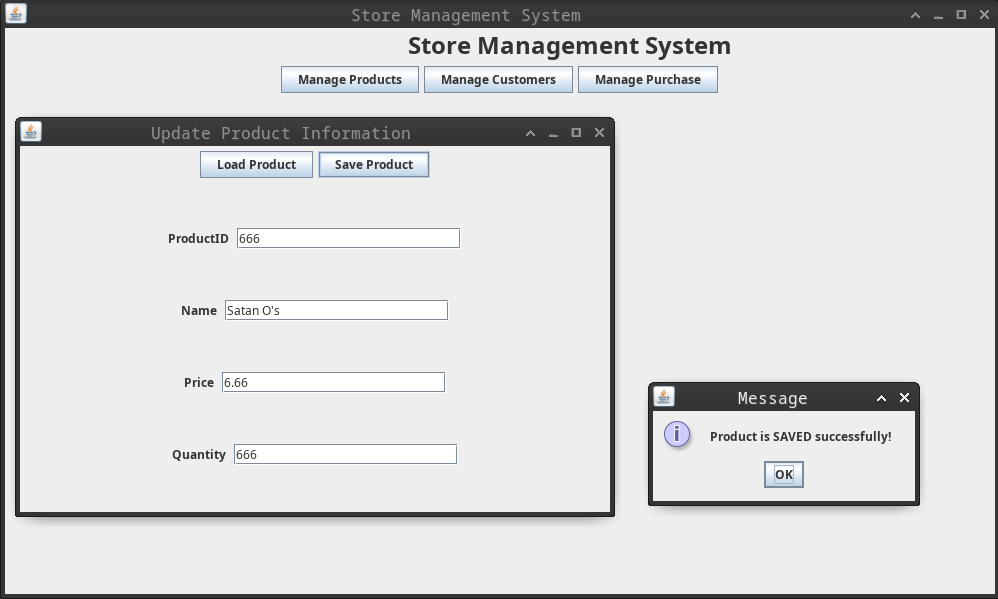 Store Management System
Store Management System
Manage Products Manage Customers Manage Purchase
Update Product Information
Load Product Save Product
ProductID 666
Name Satan O's
Price 6.66
Quantity 666
Message
Product is SAVED successfully!
OK